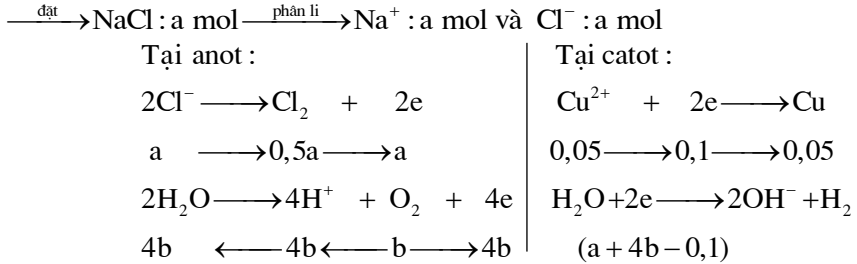 —đặt→ NaCl : a mol —phân li→ Na⁺ : a mol và Cl⁻ : a mol
Tại anot :
2Cl⁻ ⟶ Cl₂ + 2e
a ⟶ 0,5a ⟶ a
2H₂O ⟶ 4H⁺ + O₂ + 4e
4b ⟵ 4b ⟵ b ⟶ 4b
Tại catot :
Cu²⁺ + 2e ⟶ Cu
0,05 ⟶ 0,1 ⟶ 0,05
H₂O + 2e ⟶ 2OH⁻ + H₂
(a + 4b − 0,1)